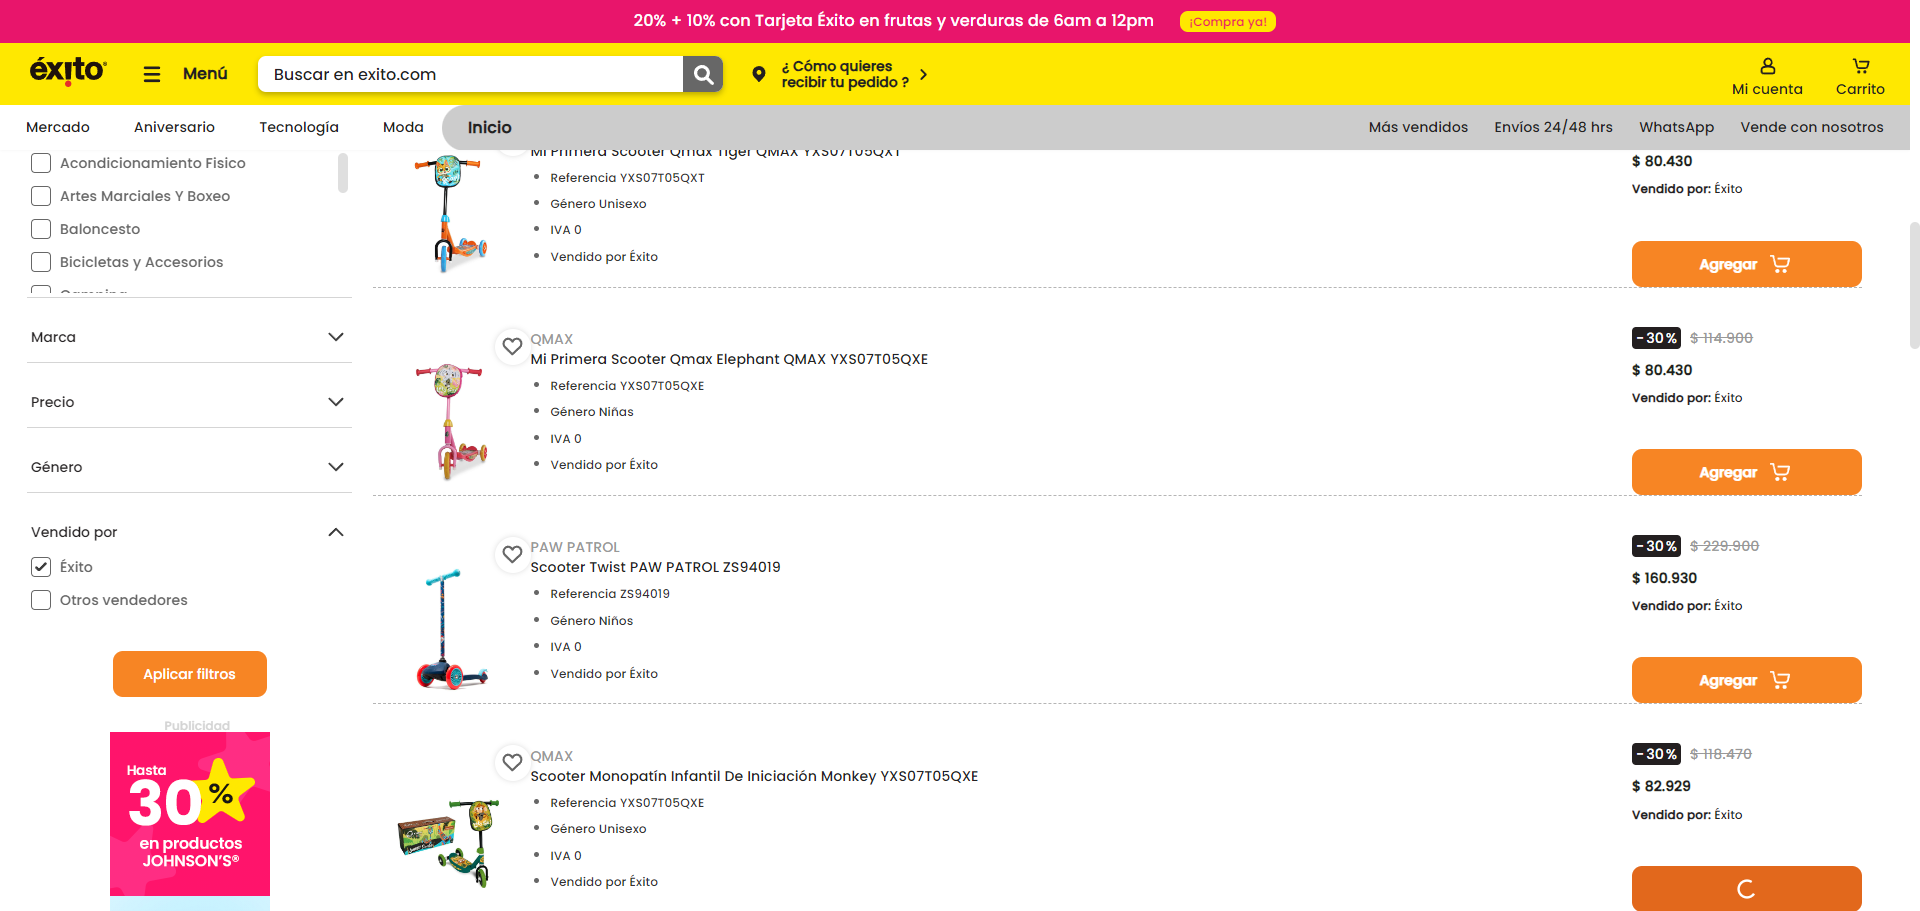 20% + 10% con Tarjeta Éxito en frutas y verduras de 6am a 12pm ¡Compra ya!
éxito
Menú
Buscar en exito.com
¿ Cómo quieres
recibir tu pedido ?
Mi cuenta
Carrito
Mercado
Aniversario
Tecnología
Moda
Inicio
Más vendidos
Envíos 24/48 hrs
WhatsApp
Vende con nosotros
Acondicionamiento Fisico
Artes Marciales Y Boxeo
Baloncesto
Bicicletas y Accesorios
Camping
Marca
Precio
Género
Vendido por
Éxito
Otros vendedores
Aplicar filtros
Publicidad
Hasta
30%
en productos
JOHNSON'S®
Mi Primera Scooter Qmax Tiger QMAX YXS07T05QXT
Referencia YXS07T05QXT
Género Unisexo
IVA 0
Vendido por Éxito
$ 80.430
Vendido por: Éxito
Agregar
QMAX
Mi Primera Scooter Qmax Elephant QMAX YXS07T05QXE
Referencia YXS07T05QXE
Género Niñas
IVA 0
Vendido por Éxito
-30% $ 114.900
$ 80.430
Vendido por: Éxito
Agregar
PAW PATROL
Scooter Twist PAW PATROL ZS94019
Referencia ZS94019
Género Niños
IVA 0
Vendido por Éxito
-30% $ 229.900
$ 160.930
Vendido por: Éxito
Agregar
QMAX
Scooter Monopatín Infantil De Iniciación Monkey YXS07T05QXE
Referencia YXS07T05QXE
Género Unisexo
IVA 0
Vendido por Éxito
-30% $ 118.470
$ 82.929
Vendido por: Éxito